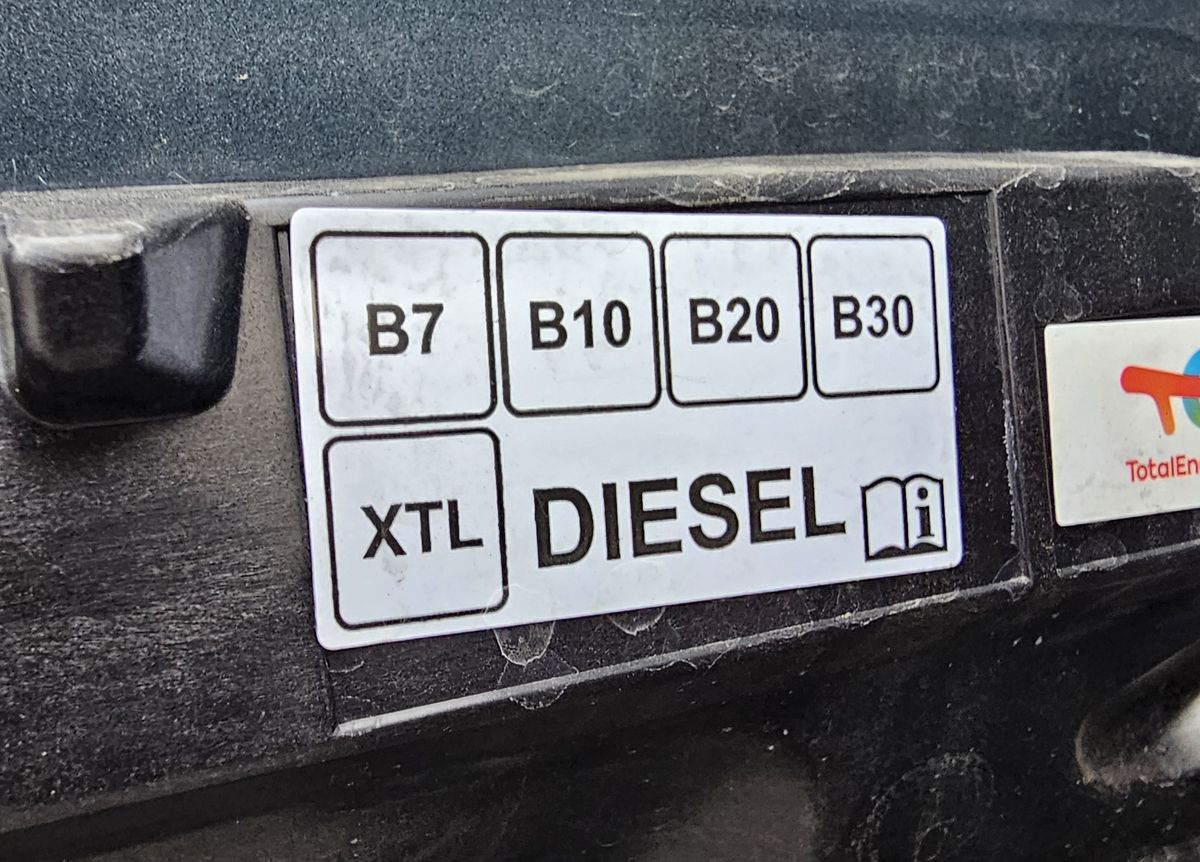 B7 B10 B20 B30
XTL DIESEL i
TotalEn